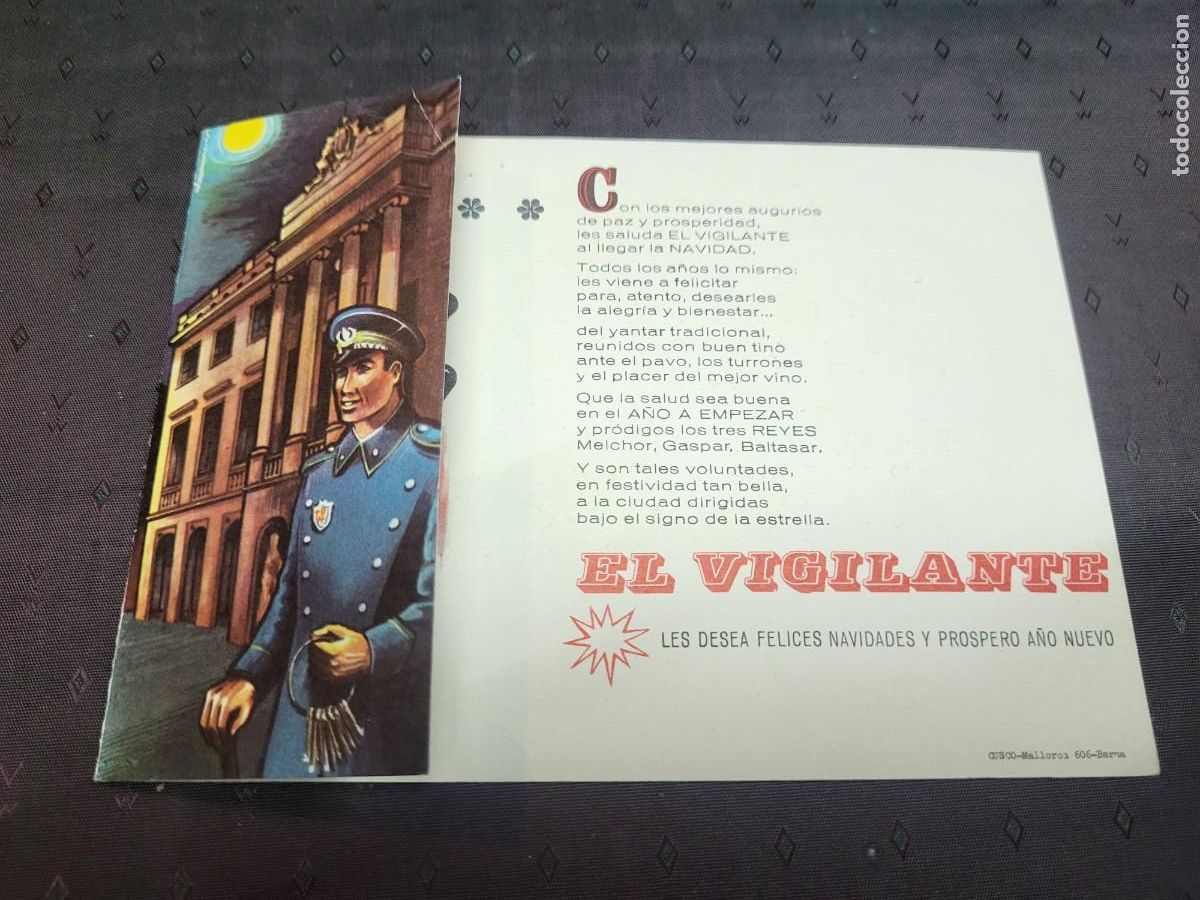 Con los mejores augurios
de paz y prosperidad,
les saluda EL VIGILANTE
al llegar la NAVIDAD.
Todos los años lo mismo:
les viene a felicitar
para, atento, desearles
la alegría y bienestar...
del yantar tradicional,
reunidos con buen tino
ante el pavo, los turrones
y el placer del mejor vino.
Que la salud sea buena
en el AÑO A EMPEZAR
y pródigos los tres REYES
Melchor, Gaspar, Baltasar.
Y son tales voluntades,
en festividad tan bella,
a la ciudad dirigidas
bajo el signo de la estrella.
EL VIGILANTE
LES DESEA FELICES NAVIDADES Y PROSPERO AÑO NUEVO
CUSCO-Mallorca 606-Barna
todocoleccion